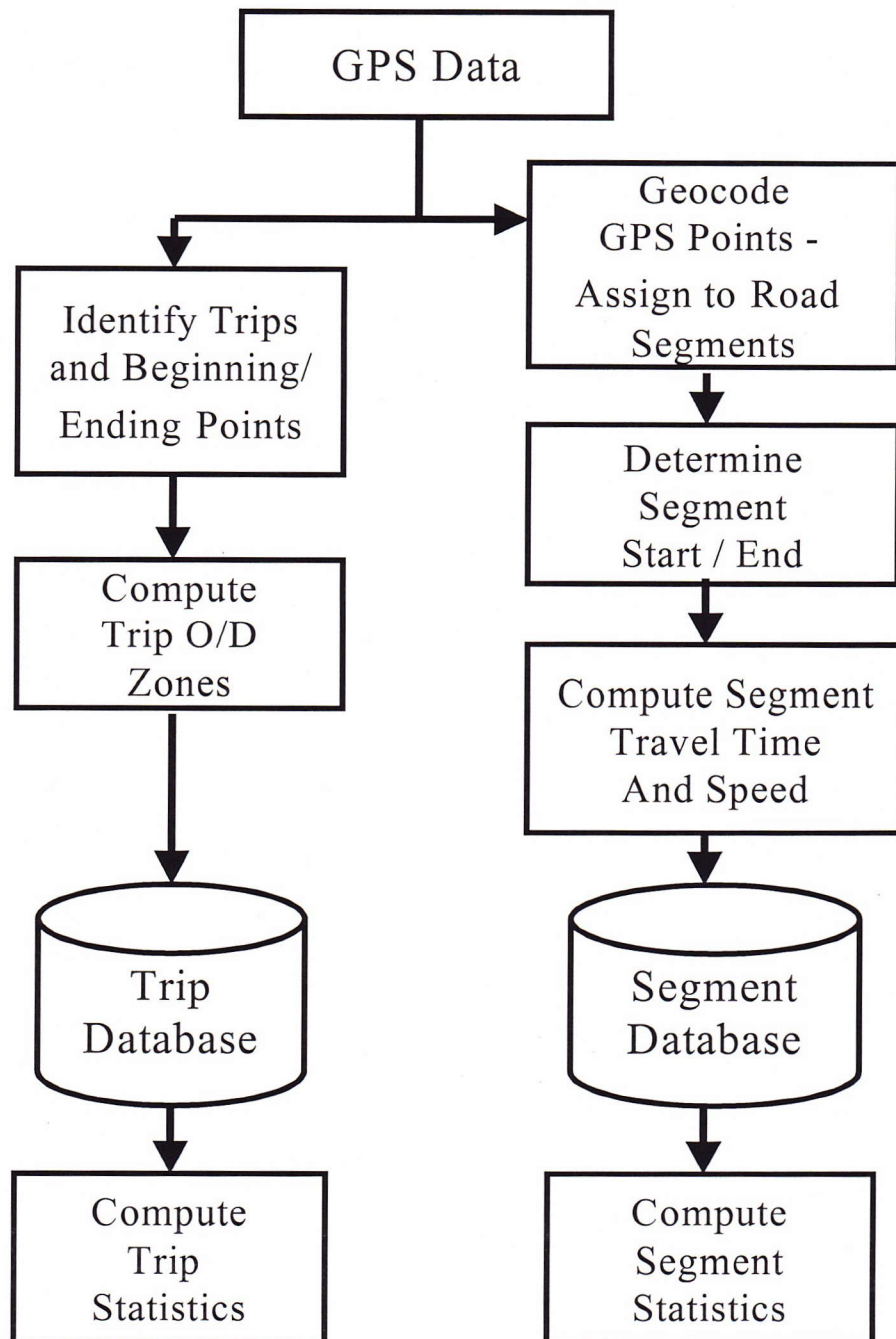 GPS Data
Geocode
GPS Points -
Assign to Road
Segments
Identify Trips
and Beginning/
Ending Points
Determine
Segment
Start / End
Compute
Trip O/D
Zones
Compute Segment
Travel Time
And Speed
Trip
Database
Segment
Database
Compute
Trip
Statistics
Compute
Segment
Statistics